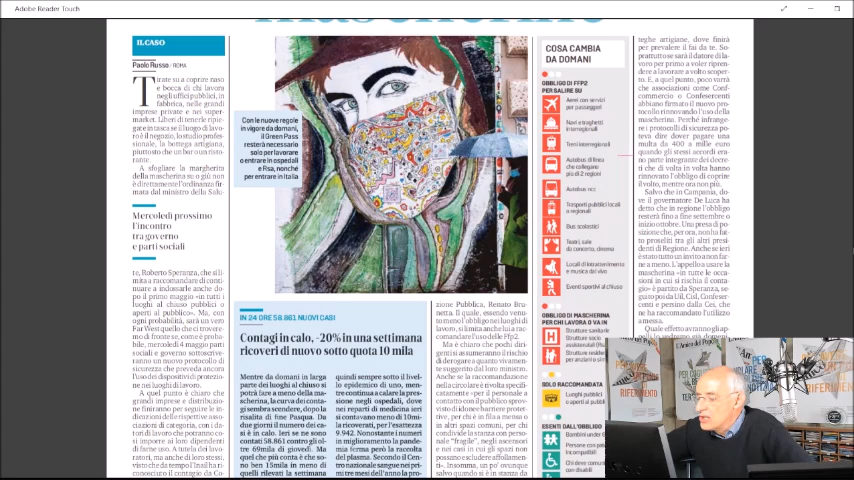 Adobe Reader Touch
mascherine
IL CASO
Paolo Russo / ROMA
Tirate su a coprire naso
e bocca di chi lavora
negli uffici pubblici, in
fabbrica, nelle grandi
imprese private e nei super-
market. Liberi di tenerle ripie-
gate in tasca se il luogo di lavo-
ro è il negozio, lo studio profes-
sionale, la bottega artigiana,
piuttosto che un bar o un risto-
rante.
A sfogliare la margherita
della mascherina su o giù non
è direttamente l'ordinanza fir-
mata dal ministro della Salu-
Mercoledì prossimo
l'incontro
tra governo
e parti sociali
te, Roberto Speranza, che si li-
mita a raccomandare di conti-
nuare a indossarle anche do-
po il primo maggio «in tutti i
luoghi al chiuso pubblici o
aperti al pubblico». Ma, con
ogni probabilità, sarà un vero
Far West quello che ci trovere-
mo di fronte se, come è proba-
bile, mercoledì 4 maggio parti
sociali e governo sottoscrive-
ranno un nuovo protocollo di
sicurezza che preveda ancora
l'uso dei dispositivi di protezio-
ne nei luoghi di lavoro.
A quel punto è chiaro che
grandi imprese e distribuzio-
ne finiranno per seguire le in-
dicazioni delle rispettive asso-
ciazioni di categoria, con i da-
tori di lavoro che potranno co-
sì imporre ai loro dipendenti
di farne uso. A tutela dei lavo-
ratori, ma anche di loro stessi,
visto che da tempo l'Inail ha ri-
conosciuto il contagio da Co-
Con le nuove regole
in vigore da domani,
il Green Pass
resterà necessario
solo per lavorare
o entrare in ospedali
e Rsa, nonché
per entrare in Italia
IN 24 ORE 58.861 NUOVI CASI
Contagi in calo, -20% in una settimana
ricoveri di nuovo sotto quota 10 mila
Mentre da domani in larga
parte dei luoghi al chiuso si
potrà fare a meno della ma-
scherina, la curva dei conta-
gi sembra scendere, dopo la
risalita di fine Pasqua. Da
due giorni il numero dei ca-
si è in calo. Ieri se ne sono
contati 58.861 contro gli ol-
tre 69mila di giovedì. Ma
quel che più conta è che so-
no ben 15mila in meno di
quelli rilevati la settimana
quindi sempre sotto il livel-
lo epidemico di uno, men-
tre continua a calare la pres-
sione negli ospedali, dove
nei reparti di medicina ieri
si contavano meno di 10mi-
la ricoverati, per l'esattezza
9.942. Nonostante i numeri
in miglioramento la pande-
mia ferma però la raccolta
del plasma. Secondo il Cen-
tro nazionale sangue nei pri-
mi tre mesi dell'anno la pro-
zione Pubblica, Renato Bru-
netta. Il quale, essendo venu-
to meno l'obbligo nei luoghi di
lavoro, si limita anche lui a rac-
comandare l'uso delle Ffp2.
Ma è chiaro che pochi diri-
genti si assumeranno il rischio
di derogare a quanto vivamen-
te suggerito dal loro ministro.
Anche se la raccomandazione
nella circolare è rivolta specifi-
catamente «per il personale a
contatto con il pubblico sprov-
visto di idonee barriere protet-
tive, per chi è in fila a mensa o
in altri spazi comuni, per chi
condivide la stanza con perso-
nale "fragile", negli ascensori
e nei casi in cui gli spazi non
possano escludere affollamen-
ti». Insomma, un po' ovunque
COSA CAMBIA
DA DOMANI
OBBLIGO DI FFP2
PER SALIRE SU
Aerei con servizi
per passeggeri
Navi e traghetti
interregionali
Treni interregionali
Autobus di linea
che collegano
più di 2 regioni
Autobus ncc
Trasporti pubblici locali
o regionali
Bus scolastici
Teatri, sale
da concerto, cinema
Locali di intrattenimento
e musica dal vivo
Eventi sportivi al chiuso
OBBLIGO DI MASCHERINA
PER CHI LAVORA O VA IN
Strutture sanitarie
Strutture socio
SOLO RACCOMANDATA
Luoghi pubblici
o aperti al pubblico
ESENTI DALL'OBBLIGO
Bambini under 6
teghe artigiane, dove finirà
per prevalere il fai da te. So-
prattutto se sarà il datore di la-
voro per primo a voler ripren-
dere a lavorare a volto scoper-
to. E, a quel punto, poco varrà
che associazioni come Conf-
commercio o Confesercenti
abbiano firmato il nuovo pro-
tocollo rinnovando l'uso della
mascherina. Perché infrange-
re i protocolli di sicurezza po-
teva dire dover pagare una
multa da 400 a mille euro
quando gli stessi accordi era-
no parte integrante dei decre-
ti che di volta in volta hanno
rinnovato l'obbligo di coprire
il volto, mentre ora non più.
Salvo che in Campania, do-
ve il governatore De Luca ha
detto che in regione l'obbligo
resterà fino a fine settembre o
inizio ottobre. Una presa di po-
sizione che, per ora, non fa
proseliti tra gli altri presi-
denti di Regione. Anche se ieri
è stato tutto un invito a non far-
ne a meno. L'appello a usare la
mascherina «in tutte le occa-
sioni in cui si rischia il conta-
gio» è partito da Speranza, se-
guito poi da Uil, Cisl, Confeser-
centi e persino dalla Cei, che
ne ha raccomandato l'utilizzo
a messa.